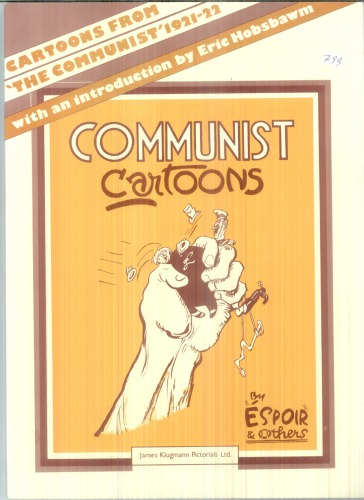 CARTOONS FROM
'THE COMMUNIST' 1921-22
with an introduction by Eric Hobsbawm
COMMUNIST
CARTOONS
By
ESPOIR
& Others
James Klugmann Pictorials Ltd.